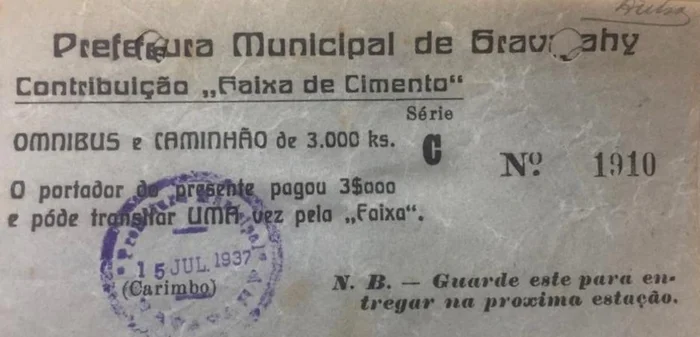 Prefeitura Municipal de Gravatahy
Contribuição „Faixa de Cimento“
OMNIBUS e CAMINHÃO de 3.000 ks.
Série
C
Nº 1910
O portador do presente pagou 3$000
e póde transitar UMA vez pela „Faixa“.
15 JUL. 1937
(Carimbo)
N. B. — Guarde este para en-
tregar na proxima estação.